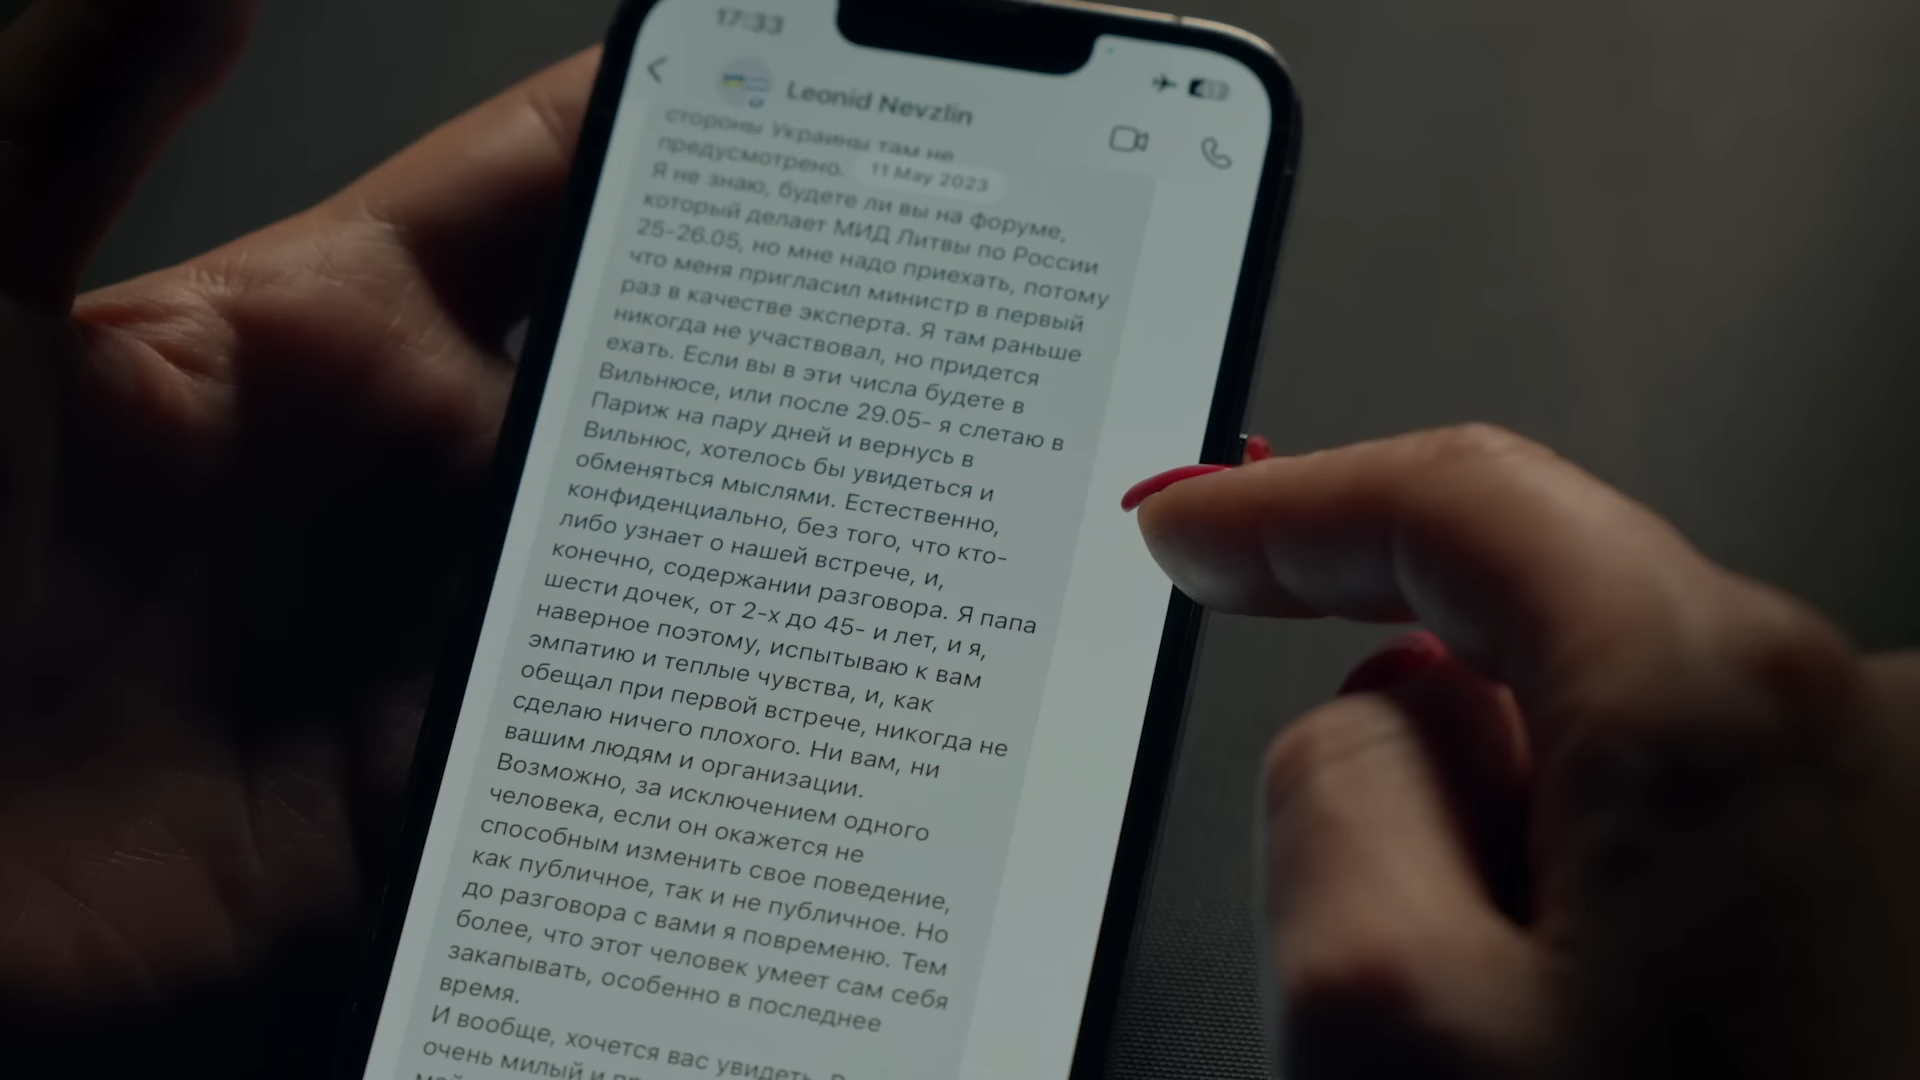 17:33
Leonid Nevzlin
стороны Украины там не
предусмотрено.
11 May 2023
Я не знаю, будете ли вы на форуме,
который делает МИД Литвы по России
25-26.05, но мне надо приехать, потому
что меня пригласил министр в первый
раз в качестве эксперта. Я там раньше
никогда не участвовал, но придется
ехать. Если вы в эти числа будете в
Вильнюсе, или после 29.05- я слетаю в
Париж на пару дней и вернусь в
Вильнюс, хотелось бы увидеться и
обменяться мыслями. Естественно,
конфиденциально, без того, что кто-
либо узнает о нашей встрече, и,
конечно, содержании разговора. Я папа
шести дочек, от 2-х до 45- и лет, и я,
наверное поэтому, испытываю к вам
эмпатию и теплые чувства, и, как
обещал при первой встрече, никогда не
сделаю ничего плохого. Ни вам, ни
вашим людям и организации.
Возможно, за исключением одного
человека, если он окажется не
способным изменить свое поведение,
как публичное, так и не публичное. Но
до разговора с вами я повременю. Тем
более, что этот человек умеет сам себя
закапывать, особенно в последнее
время.
И вообще, хочется вас увидеть.
очень милый и